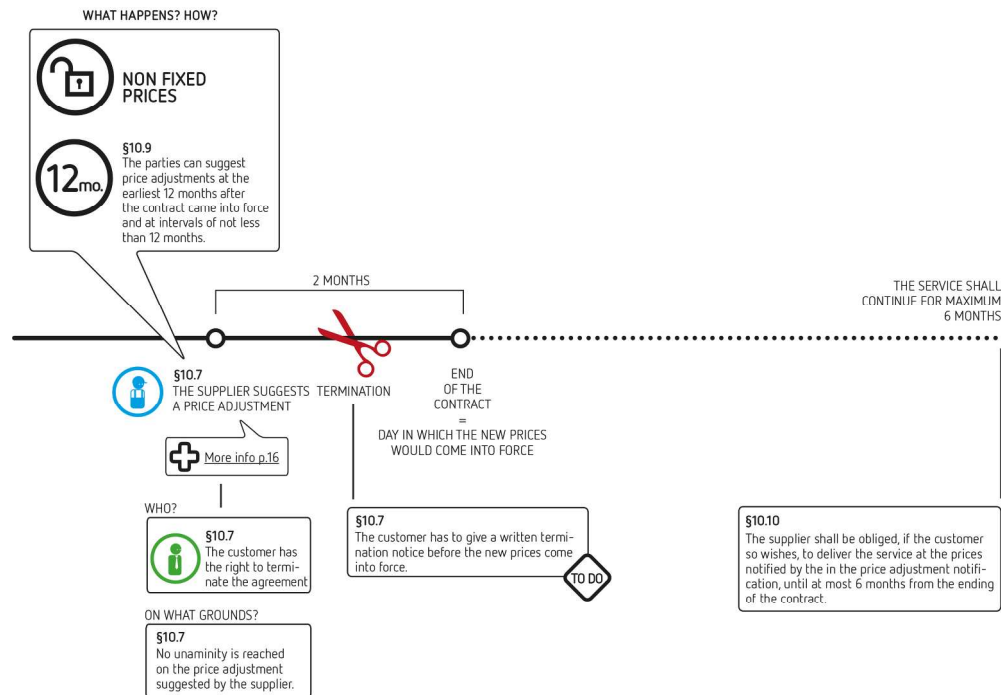 WHAT HAPPENS? HOW?
NON FIXED
PRICES
12mo.
§10.9
The parties can suggest
price adjustments at the
earliest 12 months after
the contract came into force
and at intervals of not less
than 12 months.
2 MONTHS
THE SERVICE SHALL
CONTINUE FOR MAXIMUM
6 MONTHS
§10.7
THE SUPPLIER SUGGESTS
A PRICE ADJUSTMENT
TERMINATION
END
OF THE
CONTRACT
=
DAY IN WHICH THE NEW PRICES
WOULD COME INTO FORCE
More info p.16
WHO?
§10.7
The customer has
the right to termi-
nate the agreement
§10.7
The customer has to give a written termi-
nation notice before the new prices come
into force.
TO DO
§10.10
The supplier shall be obliged, if the customer
so wishes, to deliver the service at the prices
notified by the in the price adjustment notifi-
cation, until at most 6 months from the ending
of the contract.
ON WHAT GROUNDS?
§10.7
No unaminity is reached
on the price adjustment
suggested by the supplier.